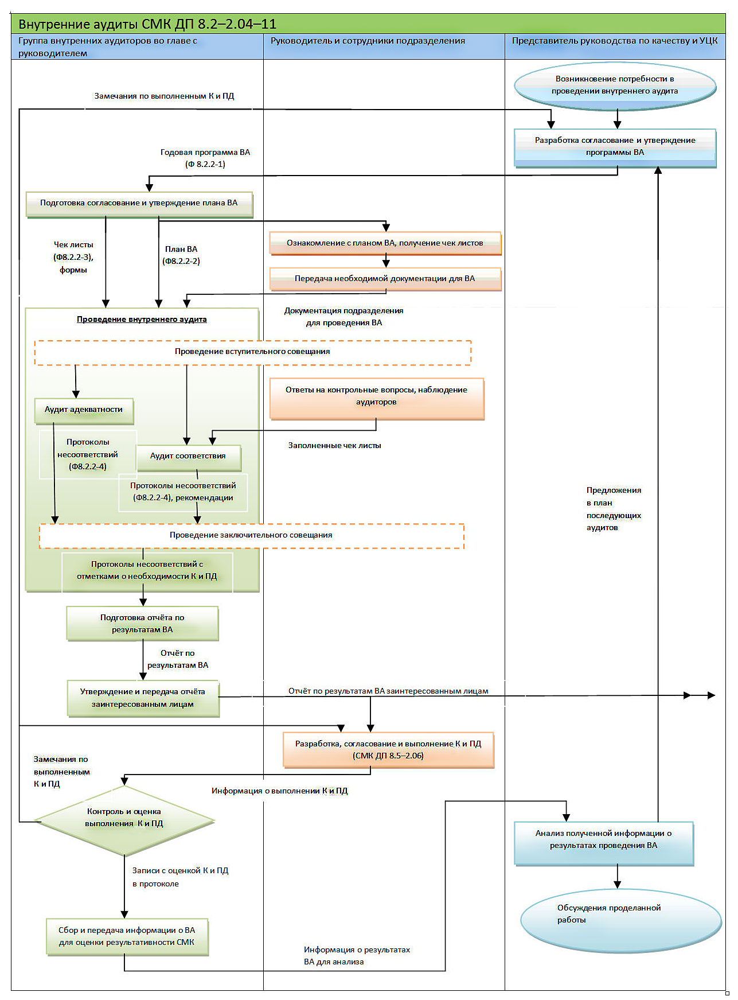 Внутренние аудиты СМК ДП 8.2–2.04–11
Группа внутренних аудиторов во главе с
руководителем
Руководитель и сотрудники подразделения
Представитель руководства по качеству и УЦК
Возникновение потребности в
проведении внутреннего аудита
Замечания по выполненным К и ПД
Разработка согласование и утверждение
программы ВА
Годовая программа ВА
(Ф 8.2.2-1)
Подготовка согласование и утверждение плана ВА
Чек листы
(Ф8.2.2-3),
формы
План ВА
(Ф8.2.2-2)
Ознакомление с планом ВА, получение чек листов
Передача необходимой документации для ВА
Документация подразделения
для проведения ВА
Проведение внутреннего аудита
Проведение вступительного совещания
Ответы на контрольные вопросы, наблюдение
аудиторов
Аудит адекватности
Заполненные чек листы
Протоколы
несоответствий
(Ф8.2.2-4)
Аудит соответствия
Протоколы несоответствий
(Ф8.2.2-4), рекомендации
Предложения
в план
последующих
аудитов
Проведение заключительного совещания
Протоколы несоответствий с
отметками о необходимости К и ПД
Подготовка отчёта по
результатам ВА
Отчёт по
результатам ВА
Утверждение и передача отчёта
заинтересованным лицам
Отчёт по результатам ВА заинтересованным лицам
Разработка, согласование и выполнение К и ПД
(СМК ДП 8.5–2.06)
Замечания по
выполненным
К и ПД
Информация о выполнении К и ПД
Контроль и оценка
выполнения К и ПД
Анализ полученной информации о
результатах проведения ВА
Записи с оценкой К и ПД
в протоколе
Обсуждения проделанной
работы
Сбор и передача информации о ВА
для оценки результативности СМК
Информация о результатах
ВА для анализа